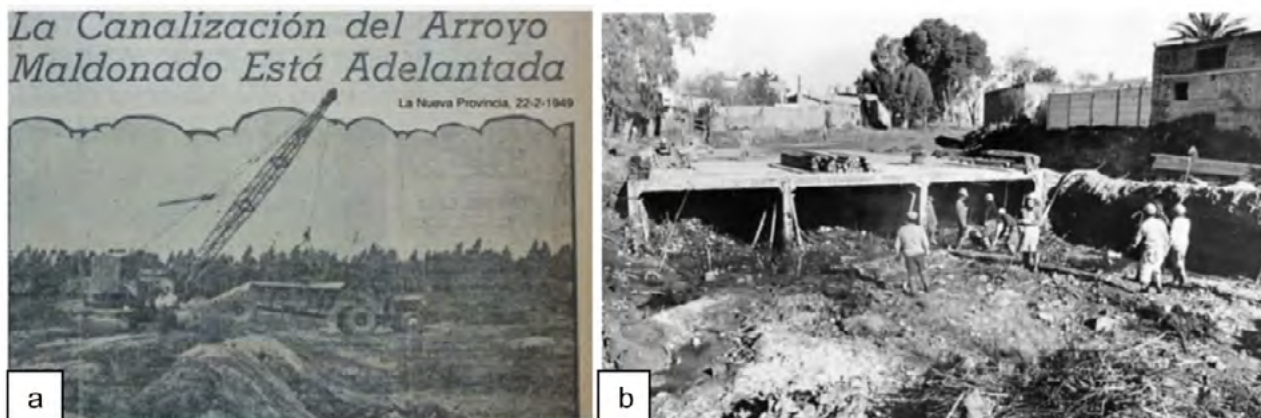 La Canalización del Arroyo
Maldonado Está Adelantada
La Nueva Provincia, 22-2-1949
a
b